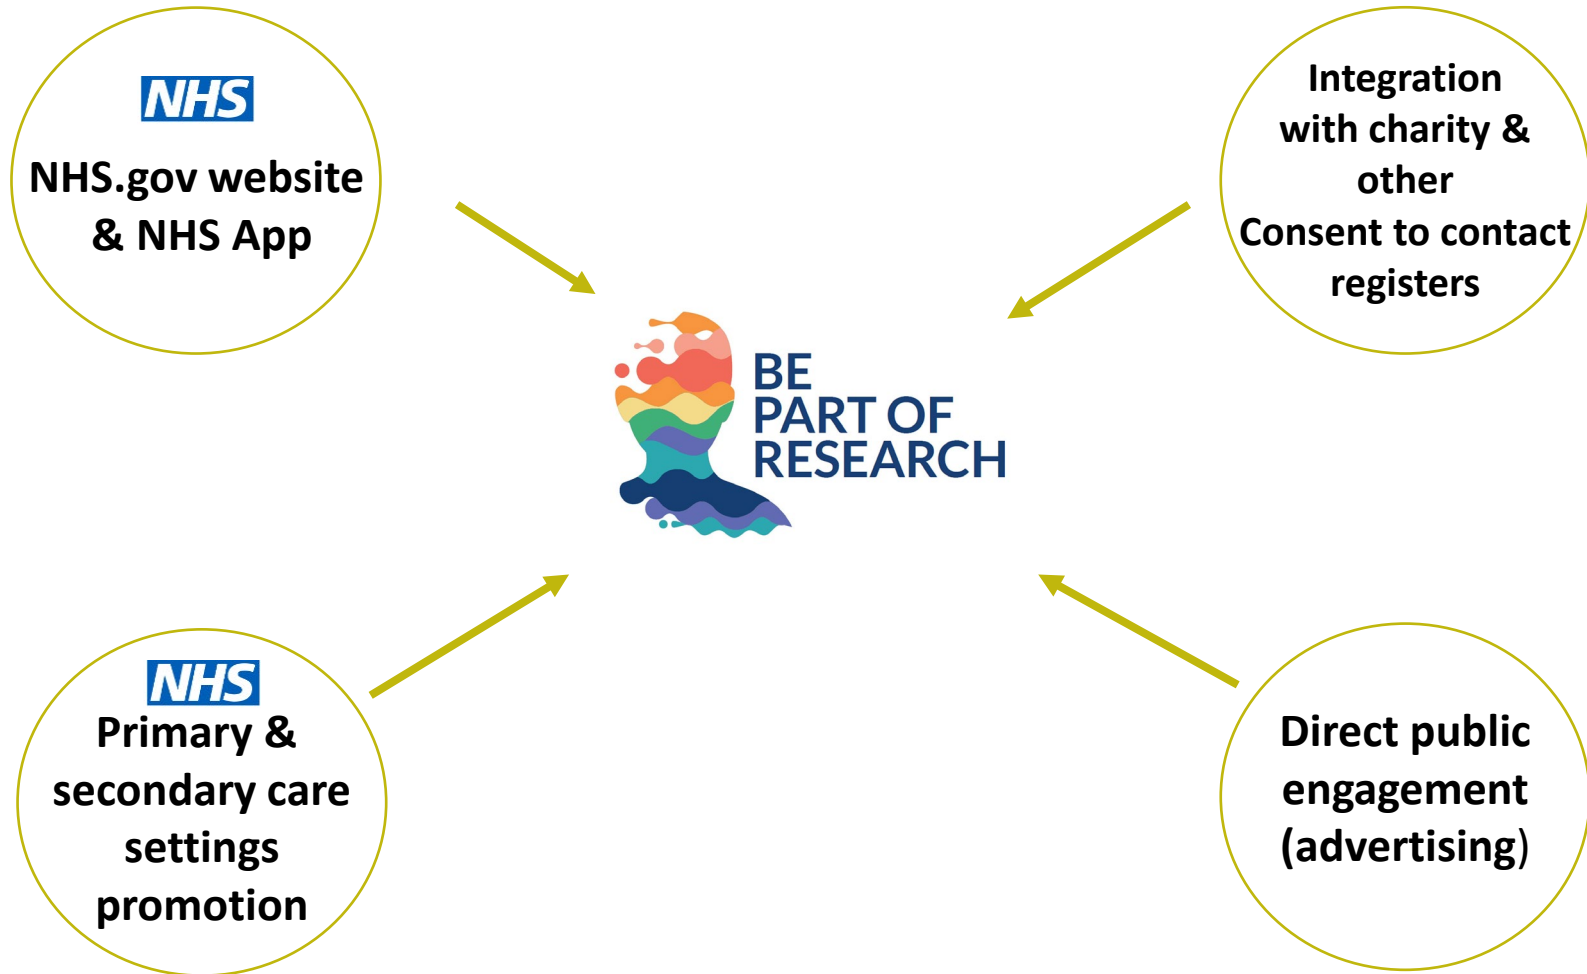 NHS
NHS.gov website
& NHS App
Integration
with charity &
other
Consent to contact
registers
BE
PART OF
RESEARCH
NHS
Primary &
secondary care
settings
promotion
Direct public
engagement
(advertising)